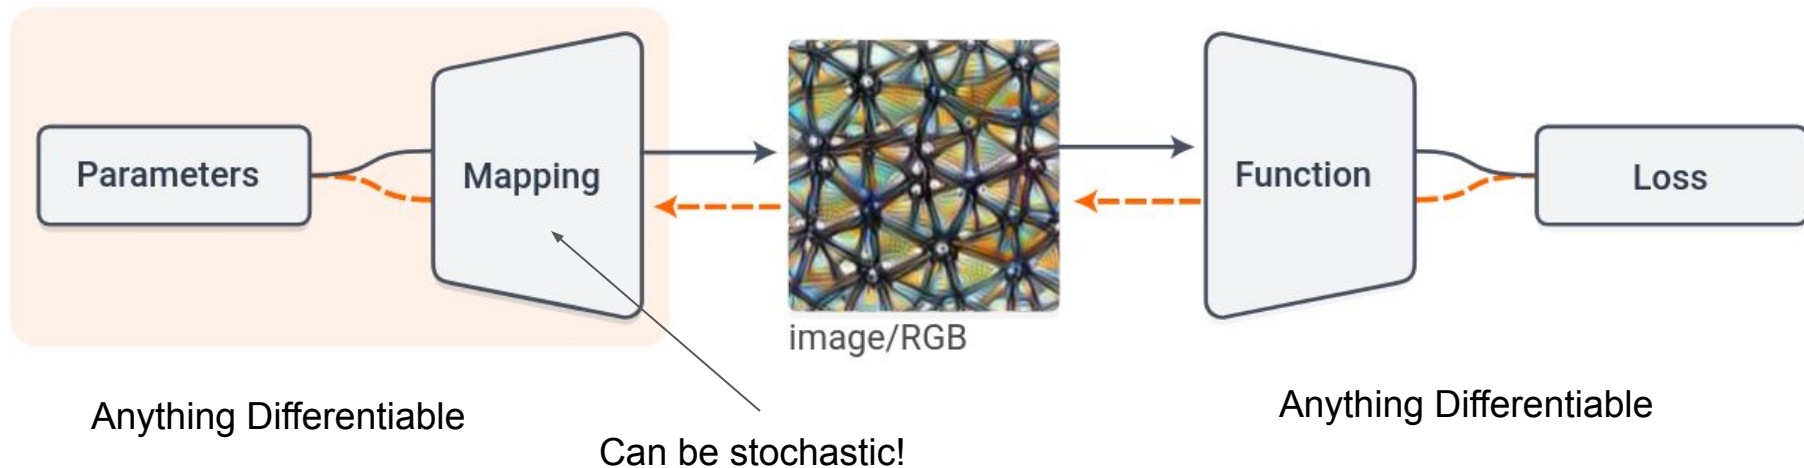 Parameters
Mapping
image/RGB
Function
Loss
Anything Differentiable
Can be stochastic!
Anything Differentiable